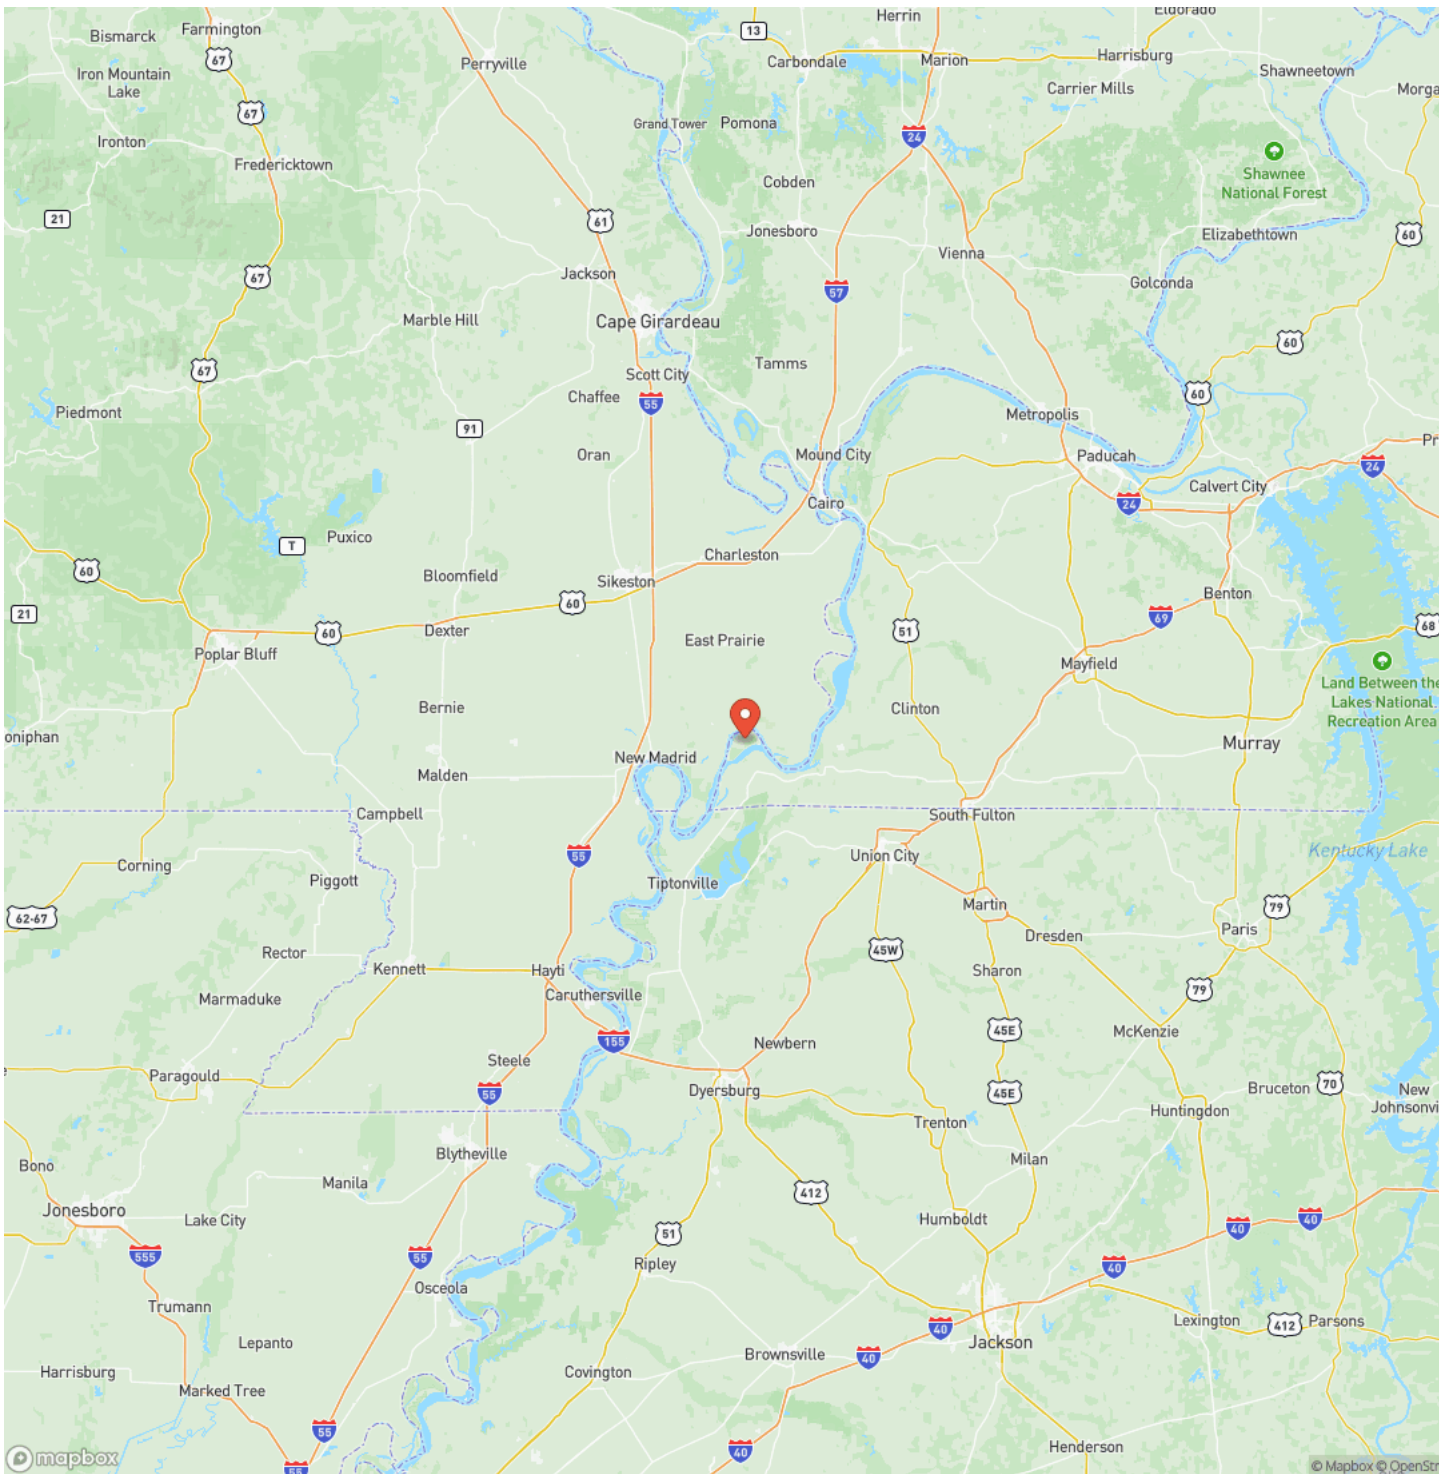 Bismarck
Farmington
Herrin
Eldorado
67
13
Perryville
Carbondale
Marion
Harrisburg
Shawneetown
Iron Mountain
Lake
Carrier Mills
Morga
67
Grand Tower
Pomona
24
Ironton
Fredericktown
Shawnee
National Forest
Cobden
21
61
Jonesboro
Elizabethtown
60
Vienna
67
Jackson
57
Golconda
Marble Hill
Cape Girardeau
60
Tamms
67
Scott City
Chaffee
60
55
Piedmont
Metropolis
91
Pr
Oran
Mound City
Paducah
24
Calvert City
Cairo
24
Puxico
T
Charleston
60
Bloomfield
Sikeston
Benton
60
21
69
60
Dexter
51
68
East Prairie
Poplar Bluff
Mayfield
Land Between the
Lakes National
Recreation Area
Bernie
Clinton
oniphan
Murray
New Madrid
Malden
Campbell
South Fulton
55
Union City
Kentucky Lake
Corning
Piggott
Tiptonville
62-67
Martin
79
Paris
Dresden
Rector
45W
Kennett
Hayti
Sharon
Marmaduke
Caruthersville
79
45E
McKenzie
155
Newbern
Steele
Paragould
Dyersburg
55
45E
70
Bruceton
New
Johnsonvi
Huntingdon
Trenton
Blytheville
Bono
Milan
Manila
412
Jonesboro
Lake City
Humboldt
40
40
51
555
55
Ripley
40
Osceola
Trumann
Lexington
412
Parsons
40
Lepanto
Jackson
Brownsville
40
Harrisburg
Covington
Marked Tree
55
40
Henderson
mapbox
55
© Mapbox © OpenStr